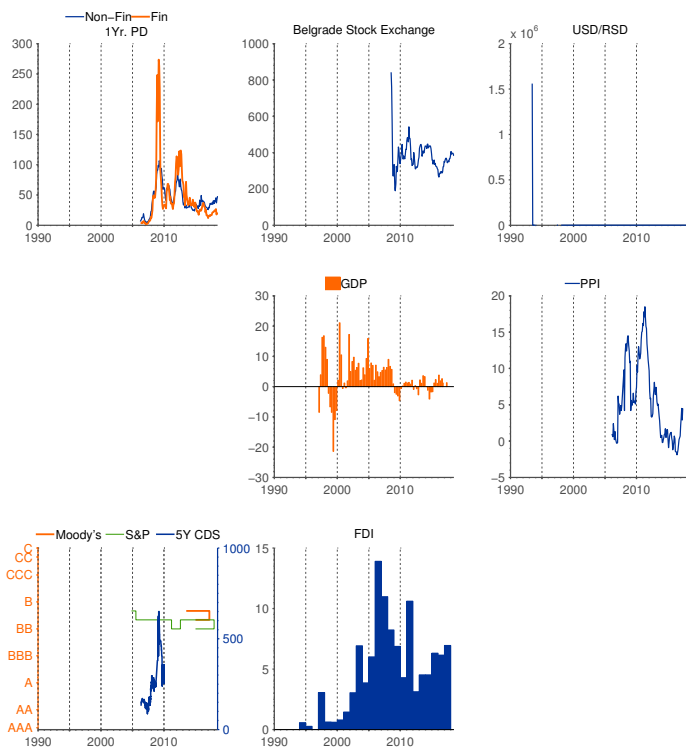 Non−Fin Fin
1Yr. PD
300
250
200
150
100
50
0
1990 2000 2010
Belgrade Stock Exchange
1000
800
600
400
200
0
1990 2000 2010
USD/RSD
x 10⁶
2
1.5
1
0.5
0
1990 2000 2010
GDP
30
20
10
0
−10
−20
−30
1990 2000 2010
PPI
20
15
10
5
0
−5
1990 2000 2010
Moody's S&P 5Y CDS
C
CC
CCC
B
BB
BBB
A
AA
AAA
1000
500
0
1990 2000 2010
FDI
15
10
5
0
1990 2000 2010